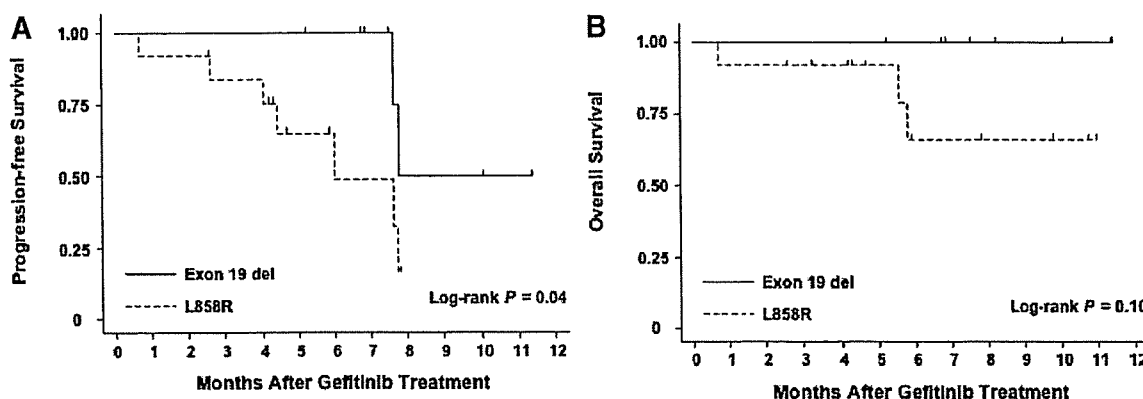 A
Progression-free Survival
1.00
0.75
0.50
0.25
0
Exon 19 del
L858R
Log-rank P = 0.04
0 1 2 3 4 5 6 7 8 9 10 11 12
Months After Gefitinib Treatment
B
Overall Survival
1.00
0.75
0.50
0.25
0
Exon 19 del
L858R
Log-rank P = 0.10
0 1 2 3 4 5 6 7 8 9 10 11 12
Months After Gefitinib Treatment